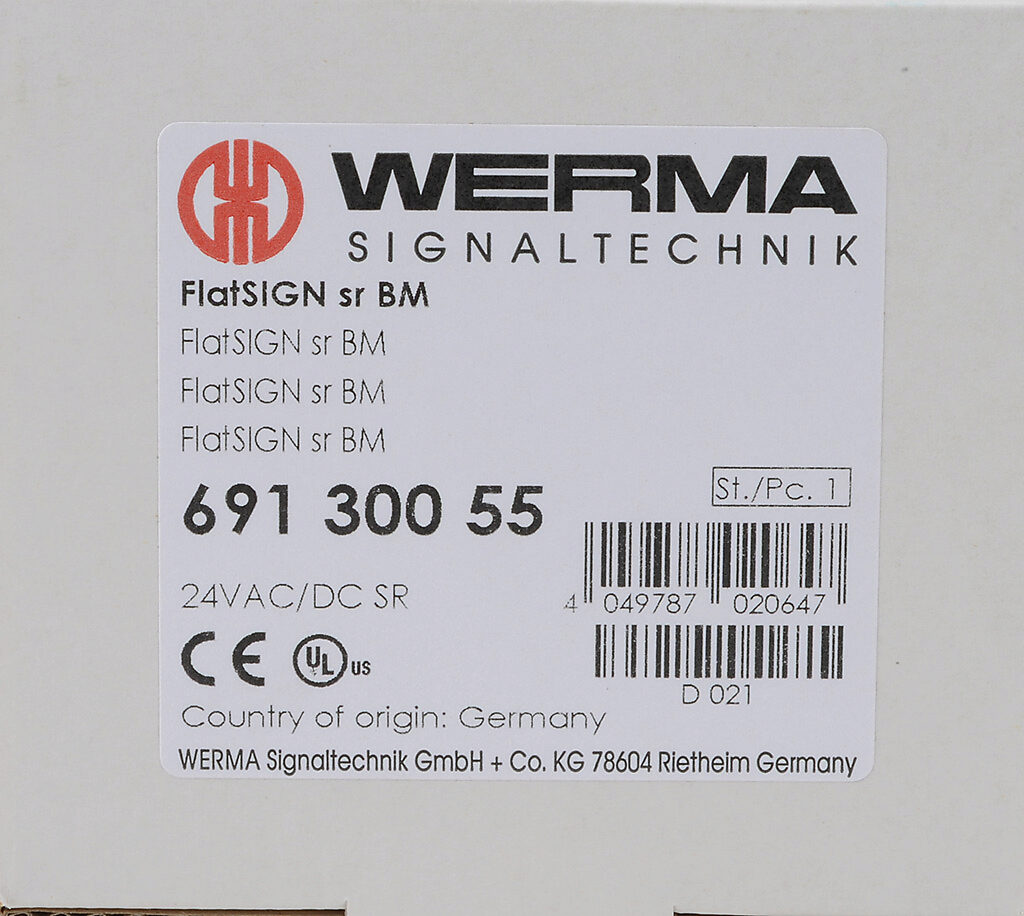 WERMA
SIGNALTECHNIK
FlatSIGN sr BM
FlatSIGN sr BM
FlatSIGN sr BM
FlatSIGN sr BM
691 300 55
St./Pc. 1
24VAC/DC SR
4 049787 020647
CE UL US
D 021
Country of origin: Germany
WERMA Signaltechnik GmbH + Co. KG 78604 Rietheim Germany